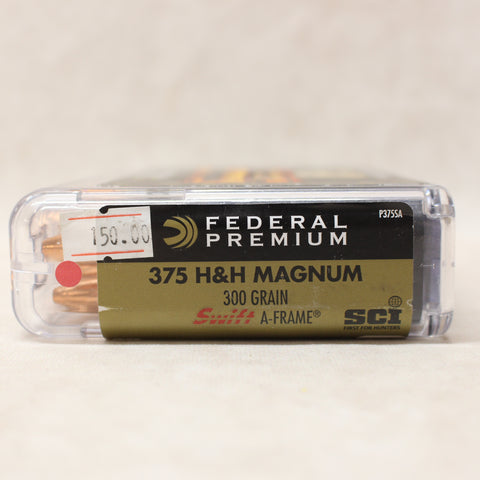 P375SA
150.00
FEDERAL
PREMIUM
375 H&H MAGNUM
300 GRAIN
Swift A-FRAME®
SCI
FIRST FOR HUNTERS